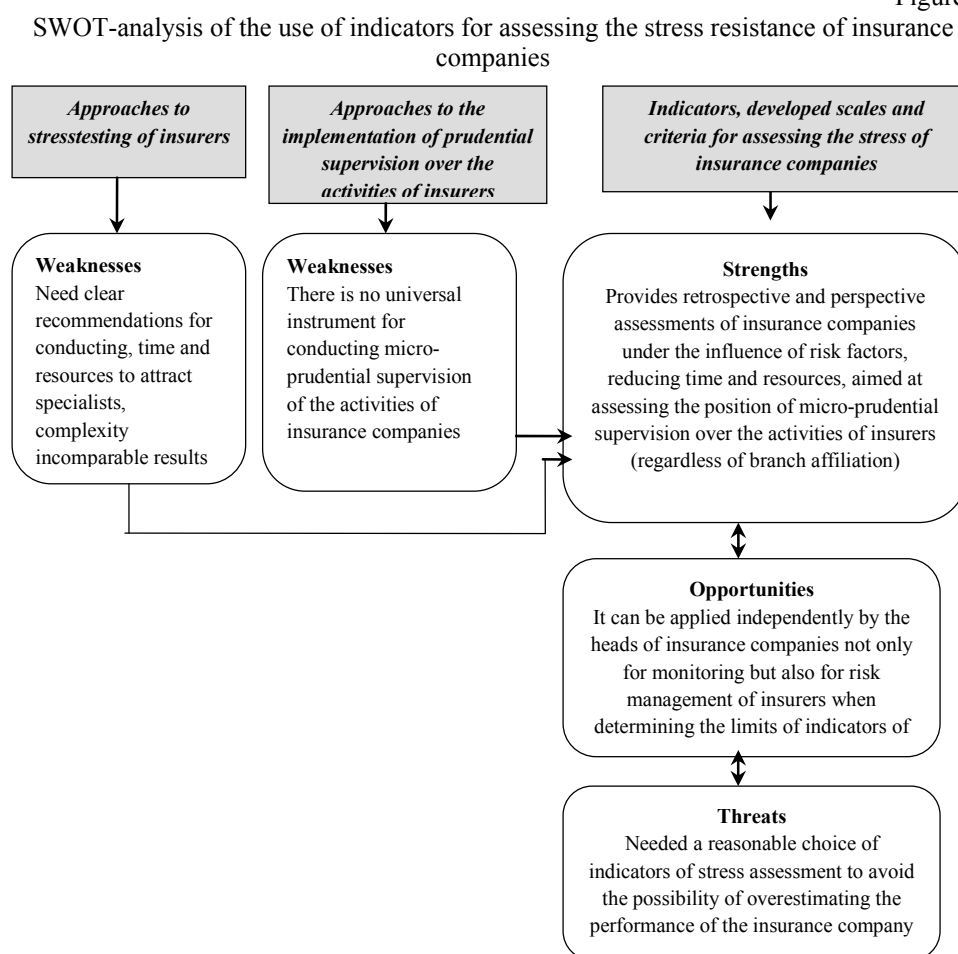 Figure
SWOT-analysis of the use of indicators for assessing the stress resistance of insurance
companies
Approaches to
stresstesting of insurers
Approaches to the
implementation of prudential
supervision over the
activities of insurers
Indicators, developed scales and
criteria for assessing the stress of
insurance companies
Weaknesses
Need clear
recommendations for
conducting, time and
resources to attract
specialists,
complexity
incomparable results
Weaknesses
There is no universal
instrument for
conducting micro-
prudential supervision
of the activities of
insurance companies
Strengths
Provides retrospective and perspective
assessments of insurance companies
under the influence of risk factors,
reducing time and resources, aimed at
assessing the position of micro-prudential
supervision over the activities of insurers
(regardless of branch affiliation)
Opportunities
It can be applied independently by the
heads of insurance companies not only
for monitoring but also for risk
management of insurers when
determining the limits of indicators of
Threats
Needed a reasonable choice of
indicators of stress assessment to avoid
the possibility of overestimating the
performance of the insurance company